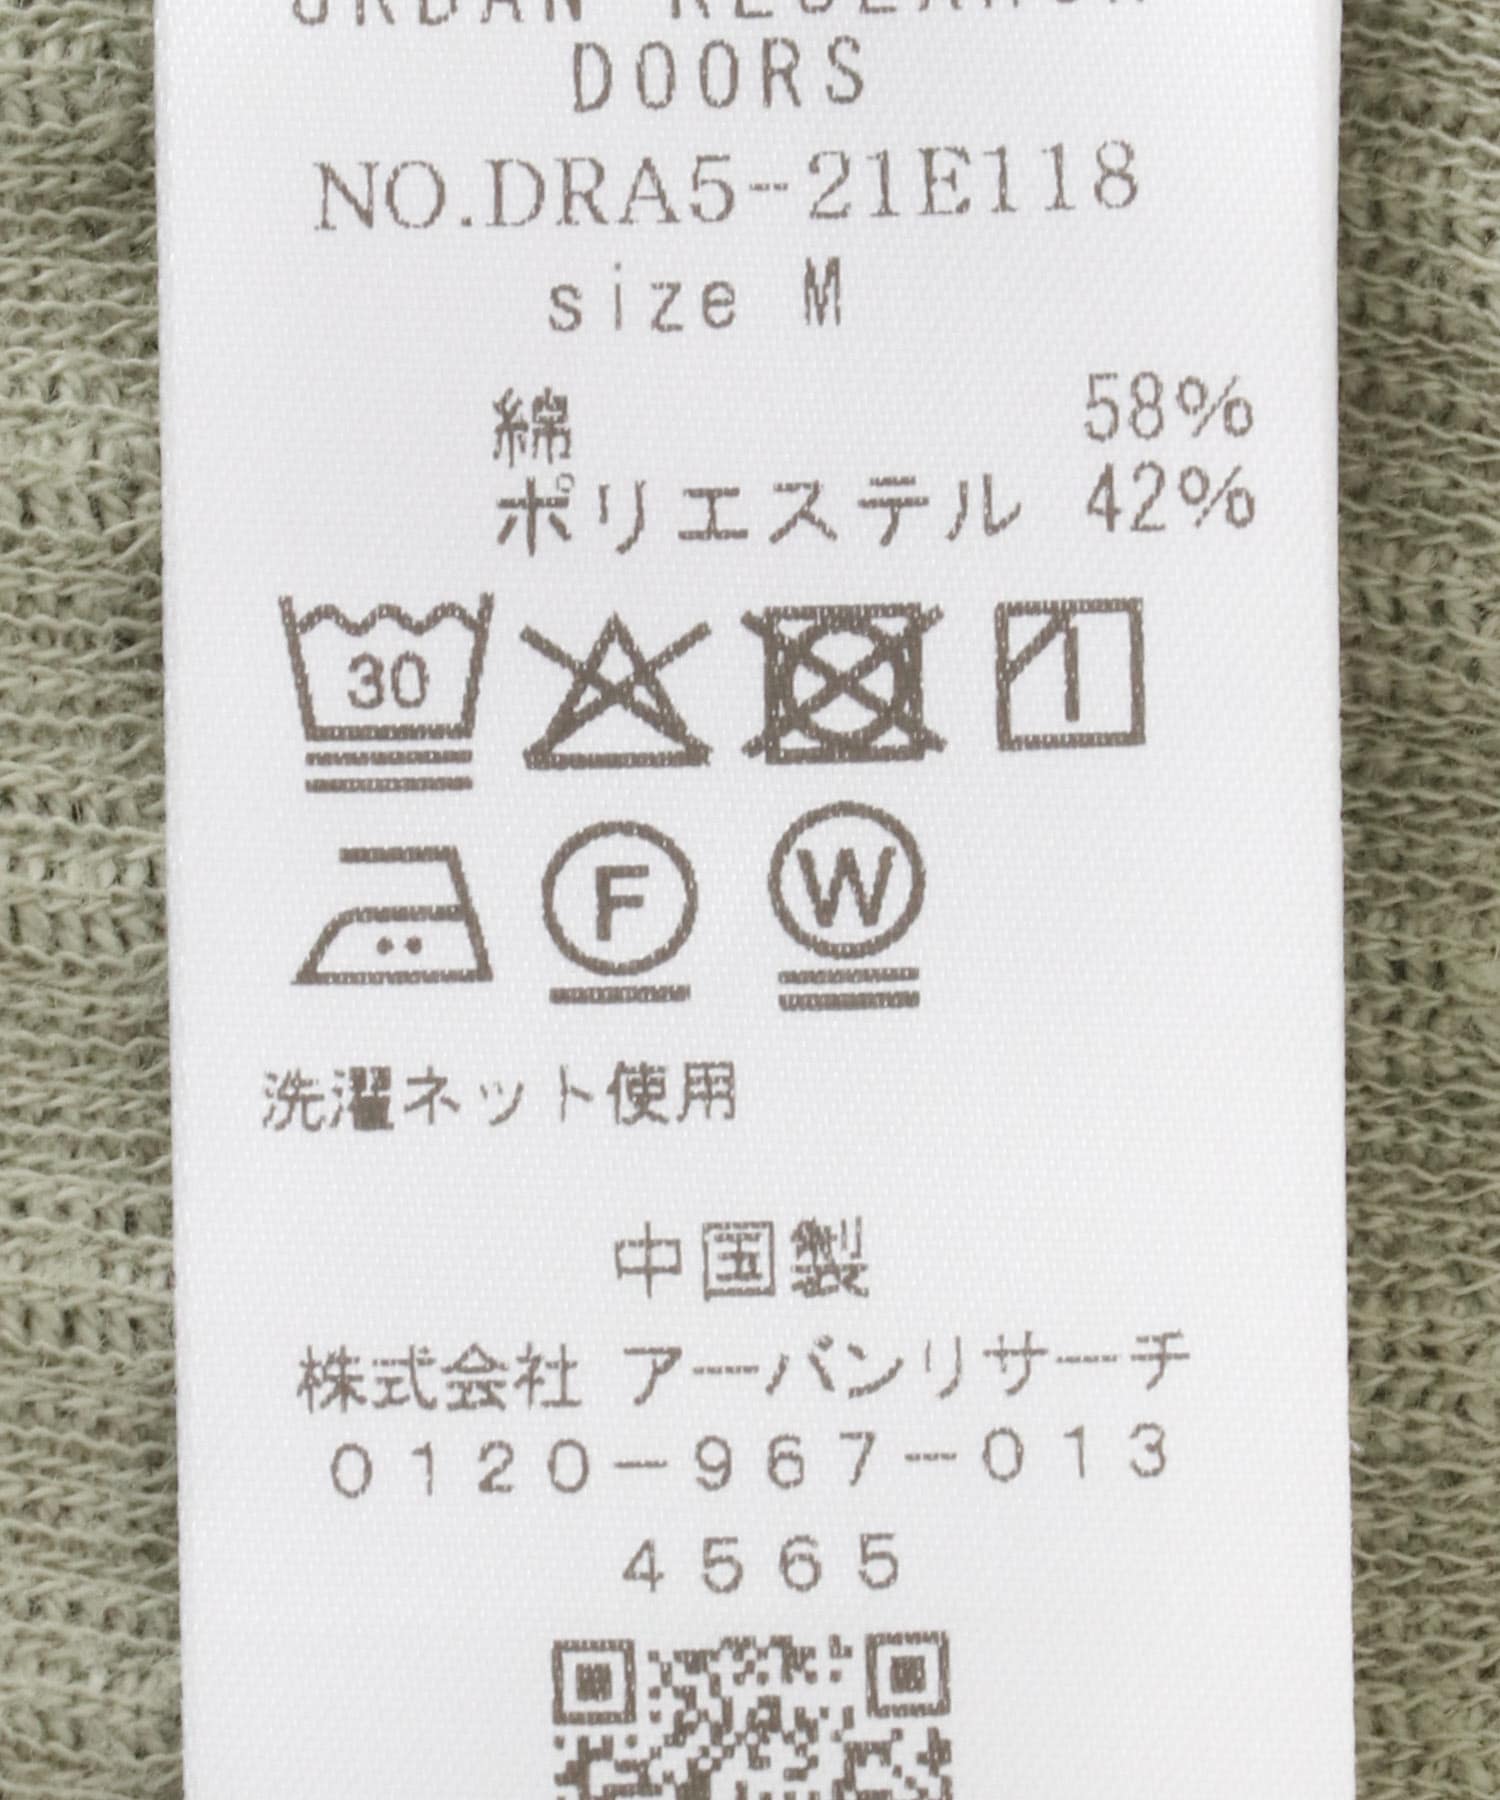 URBAN RESEARCH
DOORS
NO.DRA5-21E118
size M
綿 58%
ポリエステル 42%
30
F
W
洗濯ネット使用
中国製
株式会社 アーバンリサーチ
0120-967-013
4565